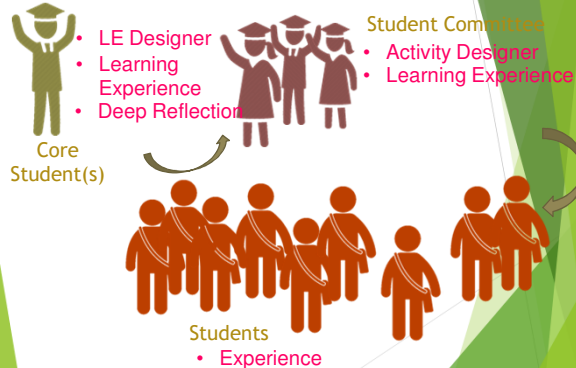 • LE Designer
• Learning
Experience
• Deep Reflection
Core
Student(s)
Student Committee
• Activity Designer
• Learning Experience
Students
• Experience